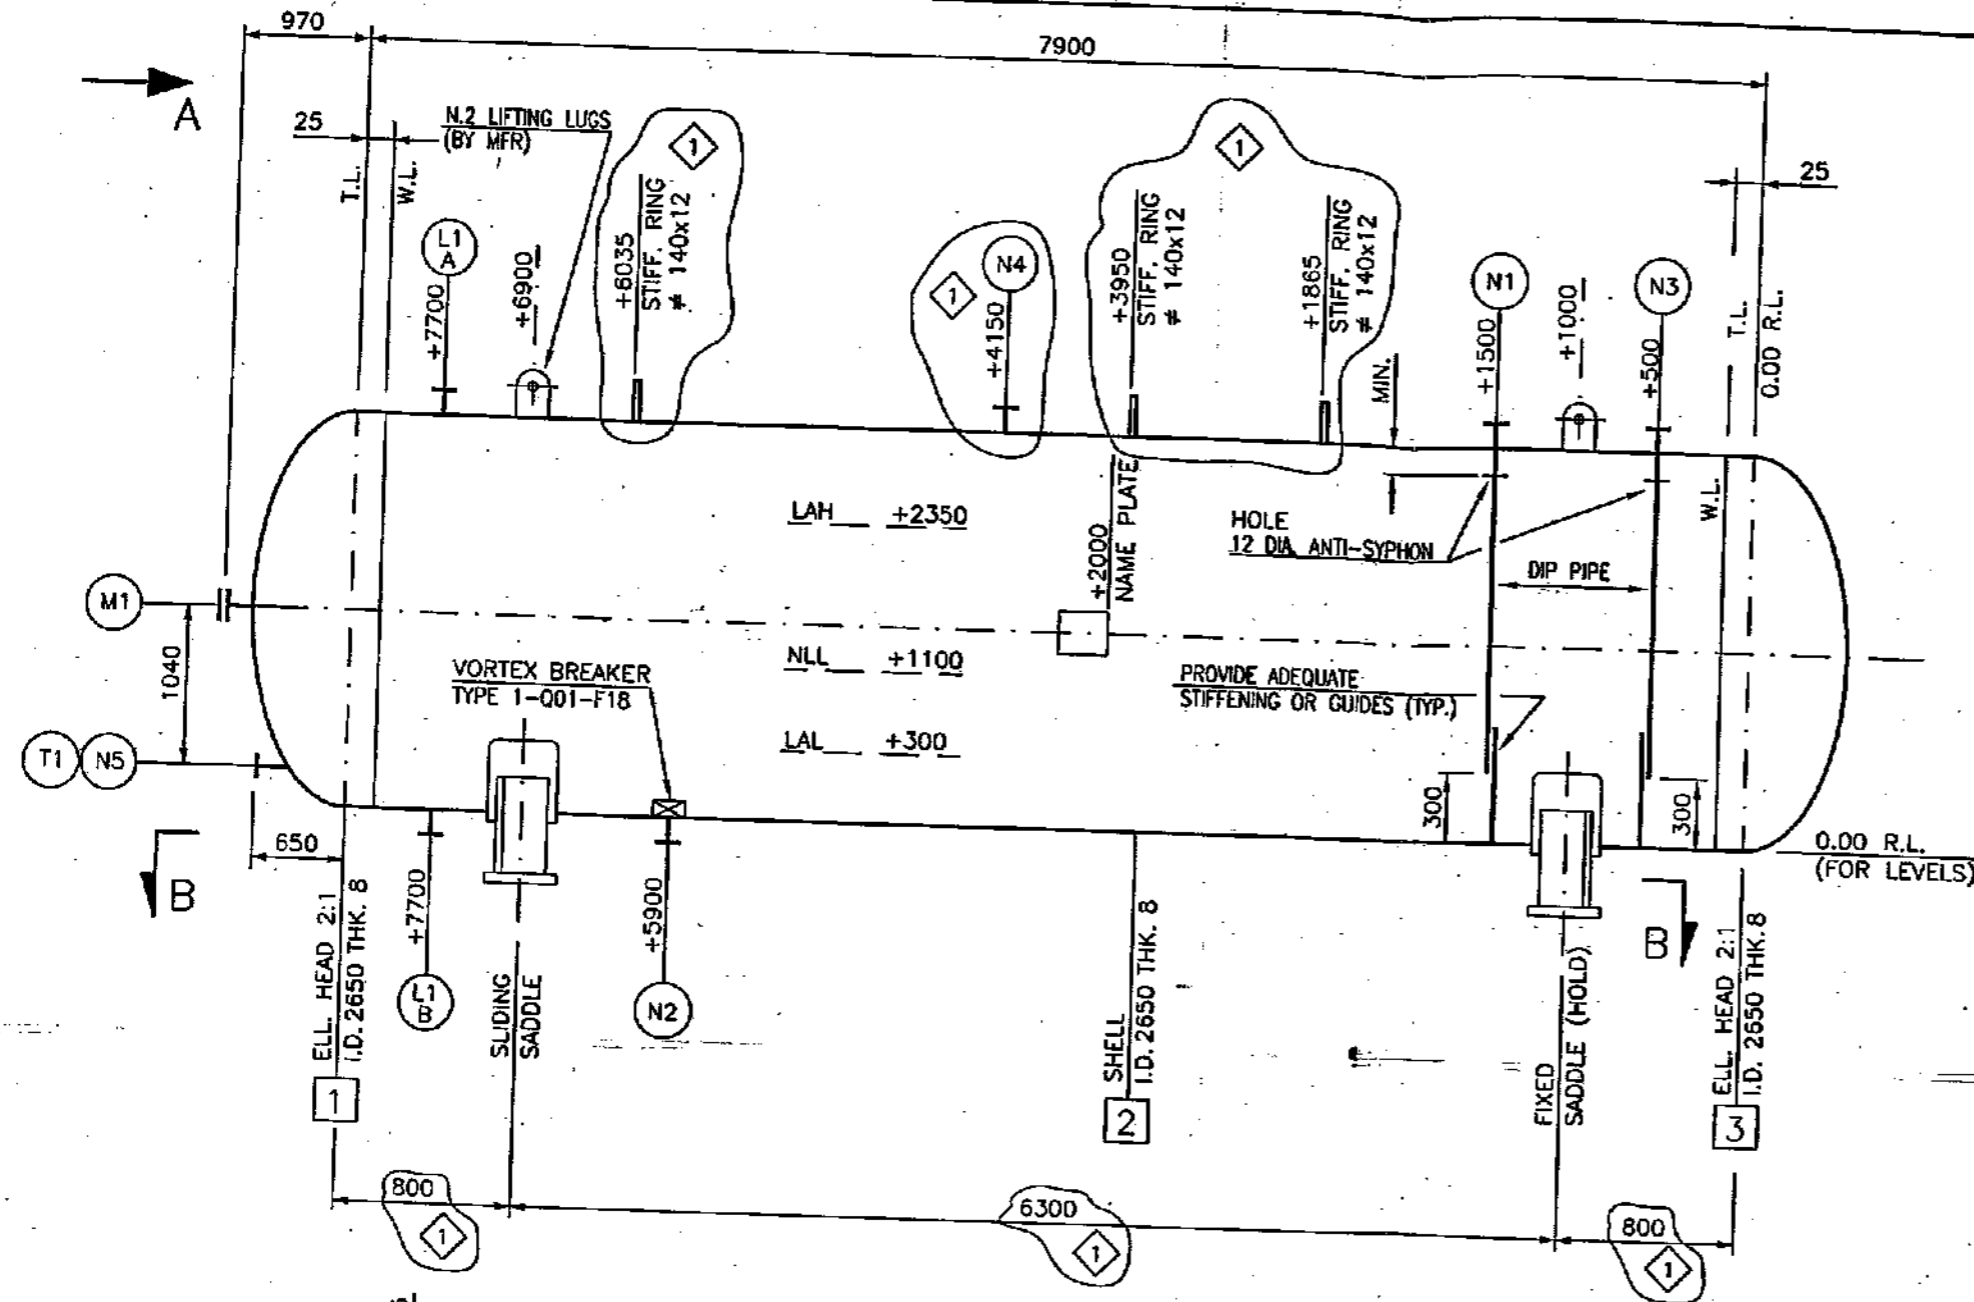 970
7900
A
25
N.2 LIFTING LUGS
(BY MFR)
1
1
25
T.L.
W.L.
L1
A
+7700
+6900
+6035
STIFF. RING
# 140x12
1
N4
+4150
+3950
STIFF. RING
# 140x12
+1865
STIFF. RING
# 140x12
MIN.
N1
+1500
+1000
N3
+500
T.L.
0.00 R.L.
LAH +2350
+2000
NAME PLATE
HOLE
12 DIA. ANTI-SYPHON
DIP PIPE
W.L.
M1
1040
NLL +1100
VORTEX BREAKER
TYPE 1-Q01-F18
PROVIDE ADEQUATE
STIFFENING OR GUIDES (TYP.)
LAL +300
T1
N5
300
300
650
B
0.00 R.L.
(FOR LEVELS)
ELL. HEAD 2:1
I.D. 2650 THK. 8
+7700
L1
B
SLIDING
SADDLE
+5900
N2
SHELL
I.D. 2650 THK. 8
FIXED
SADDLE (HOLD)
B
ELL. HEAD 2:1
I.D. 2650 THK. 8
1
2
3
800
1
6300
1
800
1